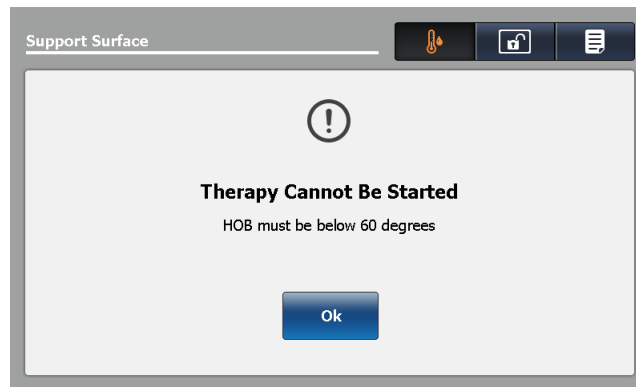 Support Surface
Therapy Cannot Be Started
HOB must be below 60 degrees
Ok